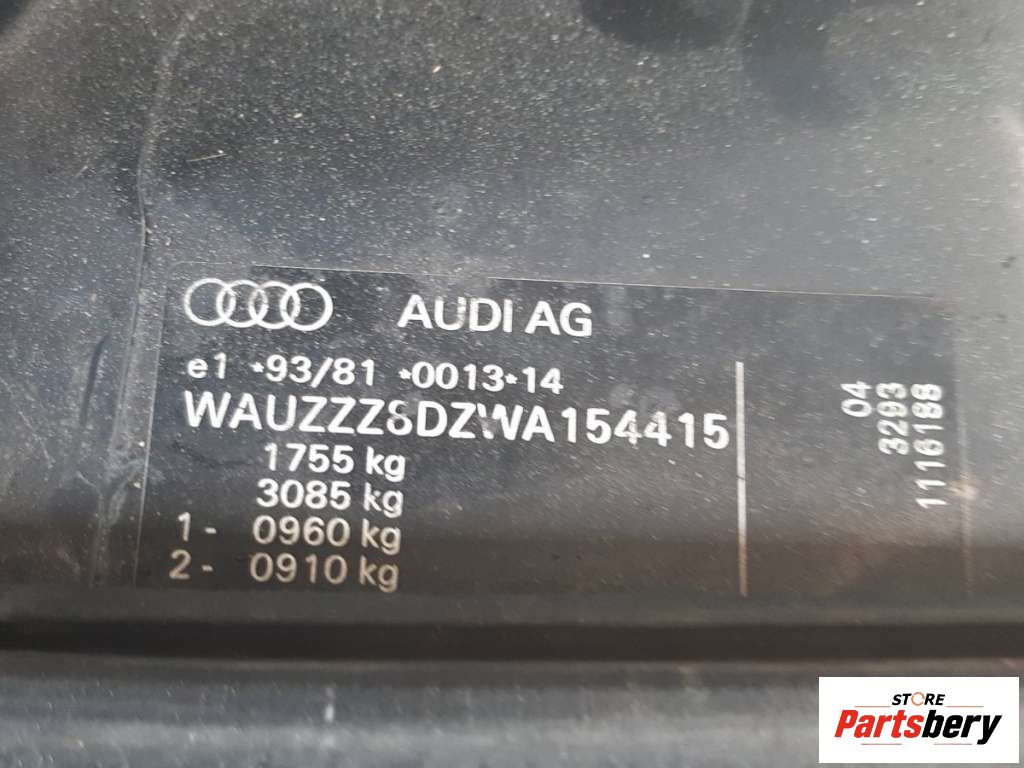 AUDI AG
e1 *93/81 *0013*14
WAUZZZ8DZWA154415
1755 kg
3085 kg
1- 0960 kg
2- 0910 kg
04
3293
1116188
STORE
Partsbery